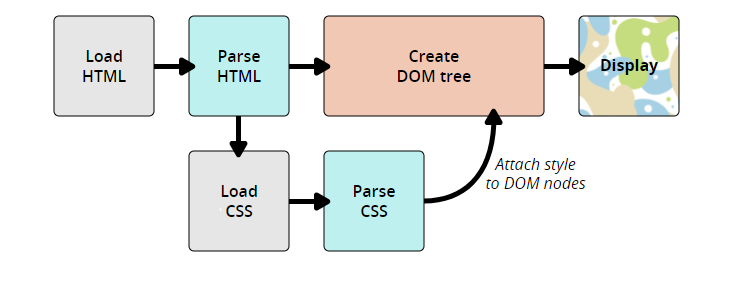 Load
HTML
Parse
HTML
Create
DOM tree
Display
Load
CSS
Parse
CSS
Attach style
to DOM nodes